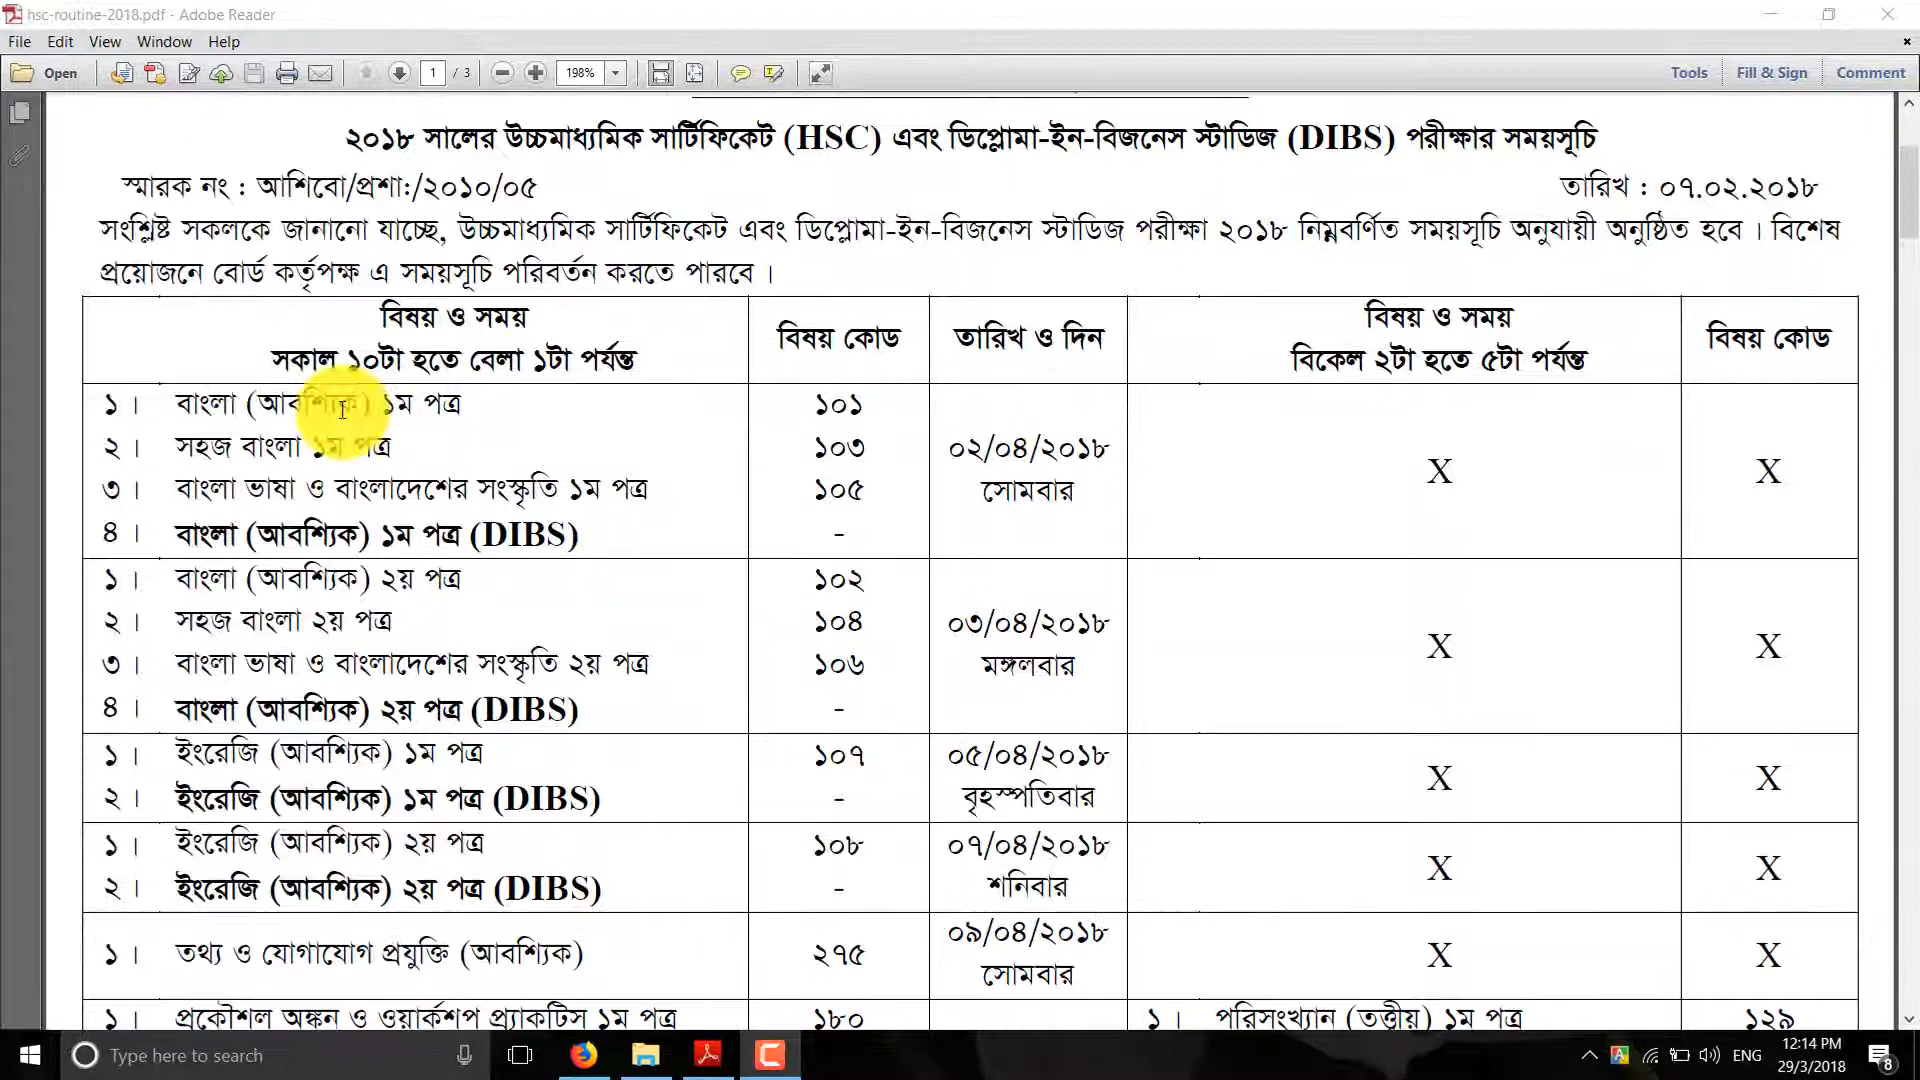 hsc-routine-2018.pdf - Adobe Reader
File Edit View Window Help
Open 1 / 3 198% Tools Fill & Sign Comment
২০১৮ সালের উচ্চমাধ্যমিক সার্টিফিকেট (HSC) এবং ডিপ্লোমা-ইন-বিজনেস স্টাডিজ (DIBS) পরীক্ষার সময়সূচি
স্মারক নং : আশিবো/প্রশা:/২০১০/০৫ তারিখ : ০৭.০২.২০১৮
সংশ্লিষ্ট সকলকে জানানো যাচ্ছে, উচ্চমাধ্যমিক সার্টিফিকেট এবং ডিপ্লোমা-ইন-বিজনেস স্টাডিজ পরীক্ষা ২০১৮ নিম্নবর্ণিত সময়সূচি অনুযায়ী অনুষ্ঠিত হবে। বিশেষ
প্রয়োজনে বোর্ড কর্তৃপক্ষ এ সময়সূচি পরিবর্তন করতে পারবে।
বিষয় ও সময়
সকাল ১০টা হতে বেলা ১টা পর্যন্ত
বিষয় কোড
তারিখ ও দিন
বিষয় ও সময়
বিকেল ২টা হতে ৫টা পর্যন্ত
বিষয় কোড
১। বাংলা (আবশ্যিক) ১ম পত্র ১০১
২। সহজ বাংলা ১ম পত্র ১০৩
৩। বাংলা ভাষা ও বাংলাদেশের সংস্কৃতি ১ম পত্র ১০৫
৪। বাংলা (আবশ্যিক) ১ম পত্র (DIBS) -
০২/০৪/২০১৮
সোমবার
X X
১। বাংলা (আবশ্যিক) ২য় পত্র ১০২
২। সহজ বাংলা ২য় পত্র ১০৪
৩। বাংলা ভাষা ও বাংলাদেশের সংস্কৃতি ২য় পত্র ১০৬
৪। বাংলা (আবশ্যিক) ২য় পত্র (DIBS) -
০৩/০৪/২০১৮
মঙ্গলবার
X X
১। ইংরেজি (আবশ্যিক) ১ম পত্র ১০৭
২। ইংরেজি (আবশ্যিক) ১ম পত্র (DIBS) -
০৫/০৪/২০১৮
বৃহস্পতিবার
X X
১। ইংরেজি (আবশ্যিক) ২য় পত্র ১০৮
২। ইংরেজি (আবশ্যিক) ২য় পত্র (DIBS) -
০৭/০৪/২০১৮
শনিবার
X X
১। তথ্য ও যোগাযোগ প্রযুক্তি (আবশ্যিক) ২৭৫
০৯/০৪/২০১৮
সোমবার
X X
১। প্রকৌশল অঙ্কন ও ওয়ার্কশপ প্র্যাকটিস ১ম পত্র ১৮০ ১। পরিসংখ্যান (তত্ত্বীয়) ১ম পত্র ১২৯
Type here to search ENG 12:14 PM
29/3/2018 8